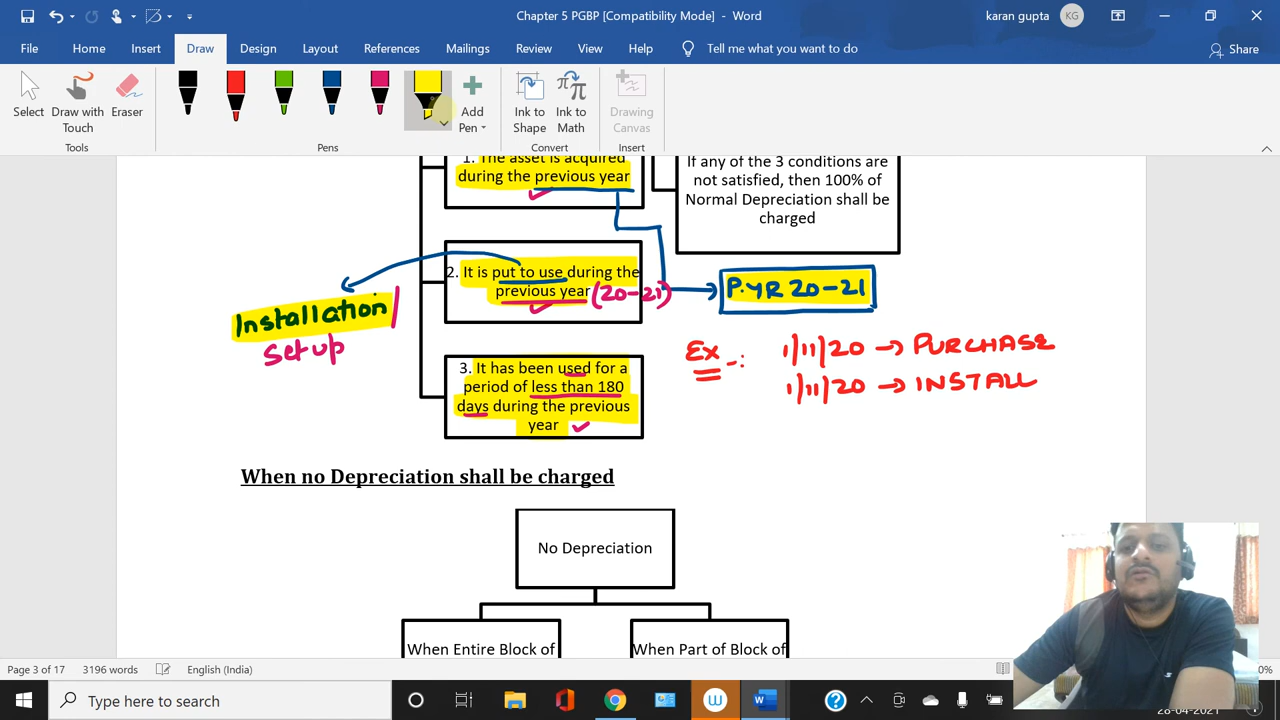 Chapter 5 PGBP [Compatibility Mode] - Word
karan gupta
KG
File
Home
Insert
Draw
Design
Layout
References
Mailings
Review
View
Help
Tell me what you want to do
Share
Select
Draw with
Touch
Eraser
Add
Pen
Ink to
Shape
Ink to
Math
Drawing
Canvas
Tools
Pens
Convert
Insert
1. The asset is acquired
during the previous year
If any of the 3 conditions are
not satisfied, then 100% of
Normal Depreciation shall be
charged
2. It is put to use during the
previous year (20-21)
P.YR 20-21
Installation
Set up
3. It has been used for a
period of less than 180
days during the previous
year
Ex -: 1/11/20 → PURCHASE
1/11/20 → INSTALL
When no Depreciation shall be charged
No Depreciation
When Entire Block of
When Part of Block of
Page 3 of 17
3196 words
English (India)
0%
Type here to search
28-04-2021